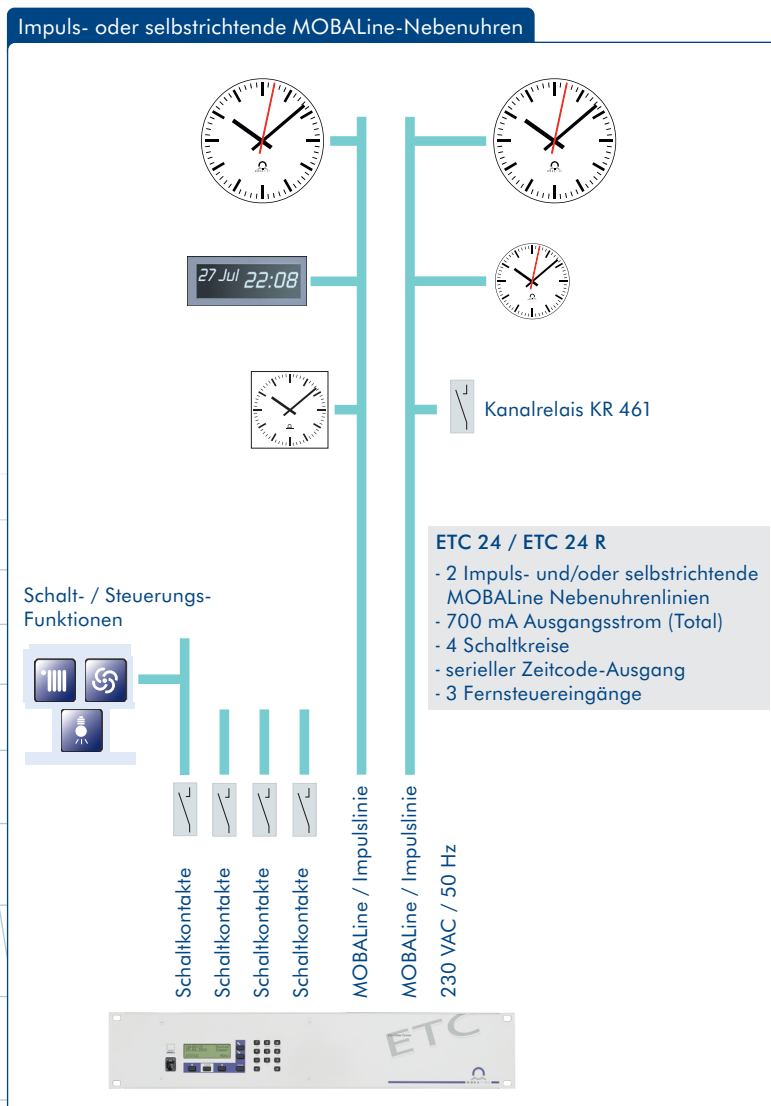 Impuls- oder selbstrichtende MOBALine-Nebenuhren
27 Jul 22:08
Kanalrelais KR 461
ETC 24 / ETC 24 R
- 2 Impuls- und/oder selbstrichtende
MOBALine Nebenuhrenlinien
- 700 mA Ausgangsstrom (Total)
- 4 Schaltkreise
- serieller Zeitcode-Ausgang
- 3 Fernsteuereingänge
Schalt- / Steuerungs-
Funktionen
Schaltkontakte
Schaltkontakte
Schaltkontakte
Schaltkontakte
MOBALine / Impulslinie
MOBALine / Impulslinie
230 VAC / 50 Hz
ETC